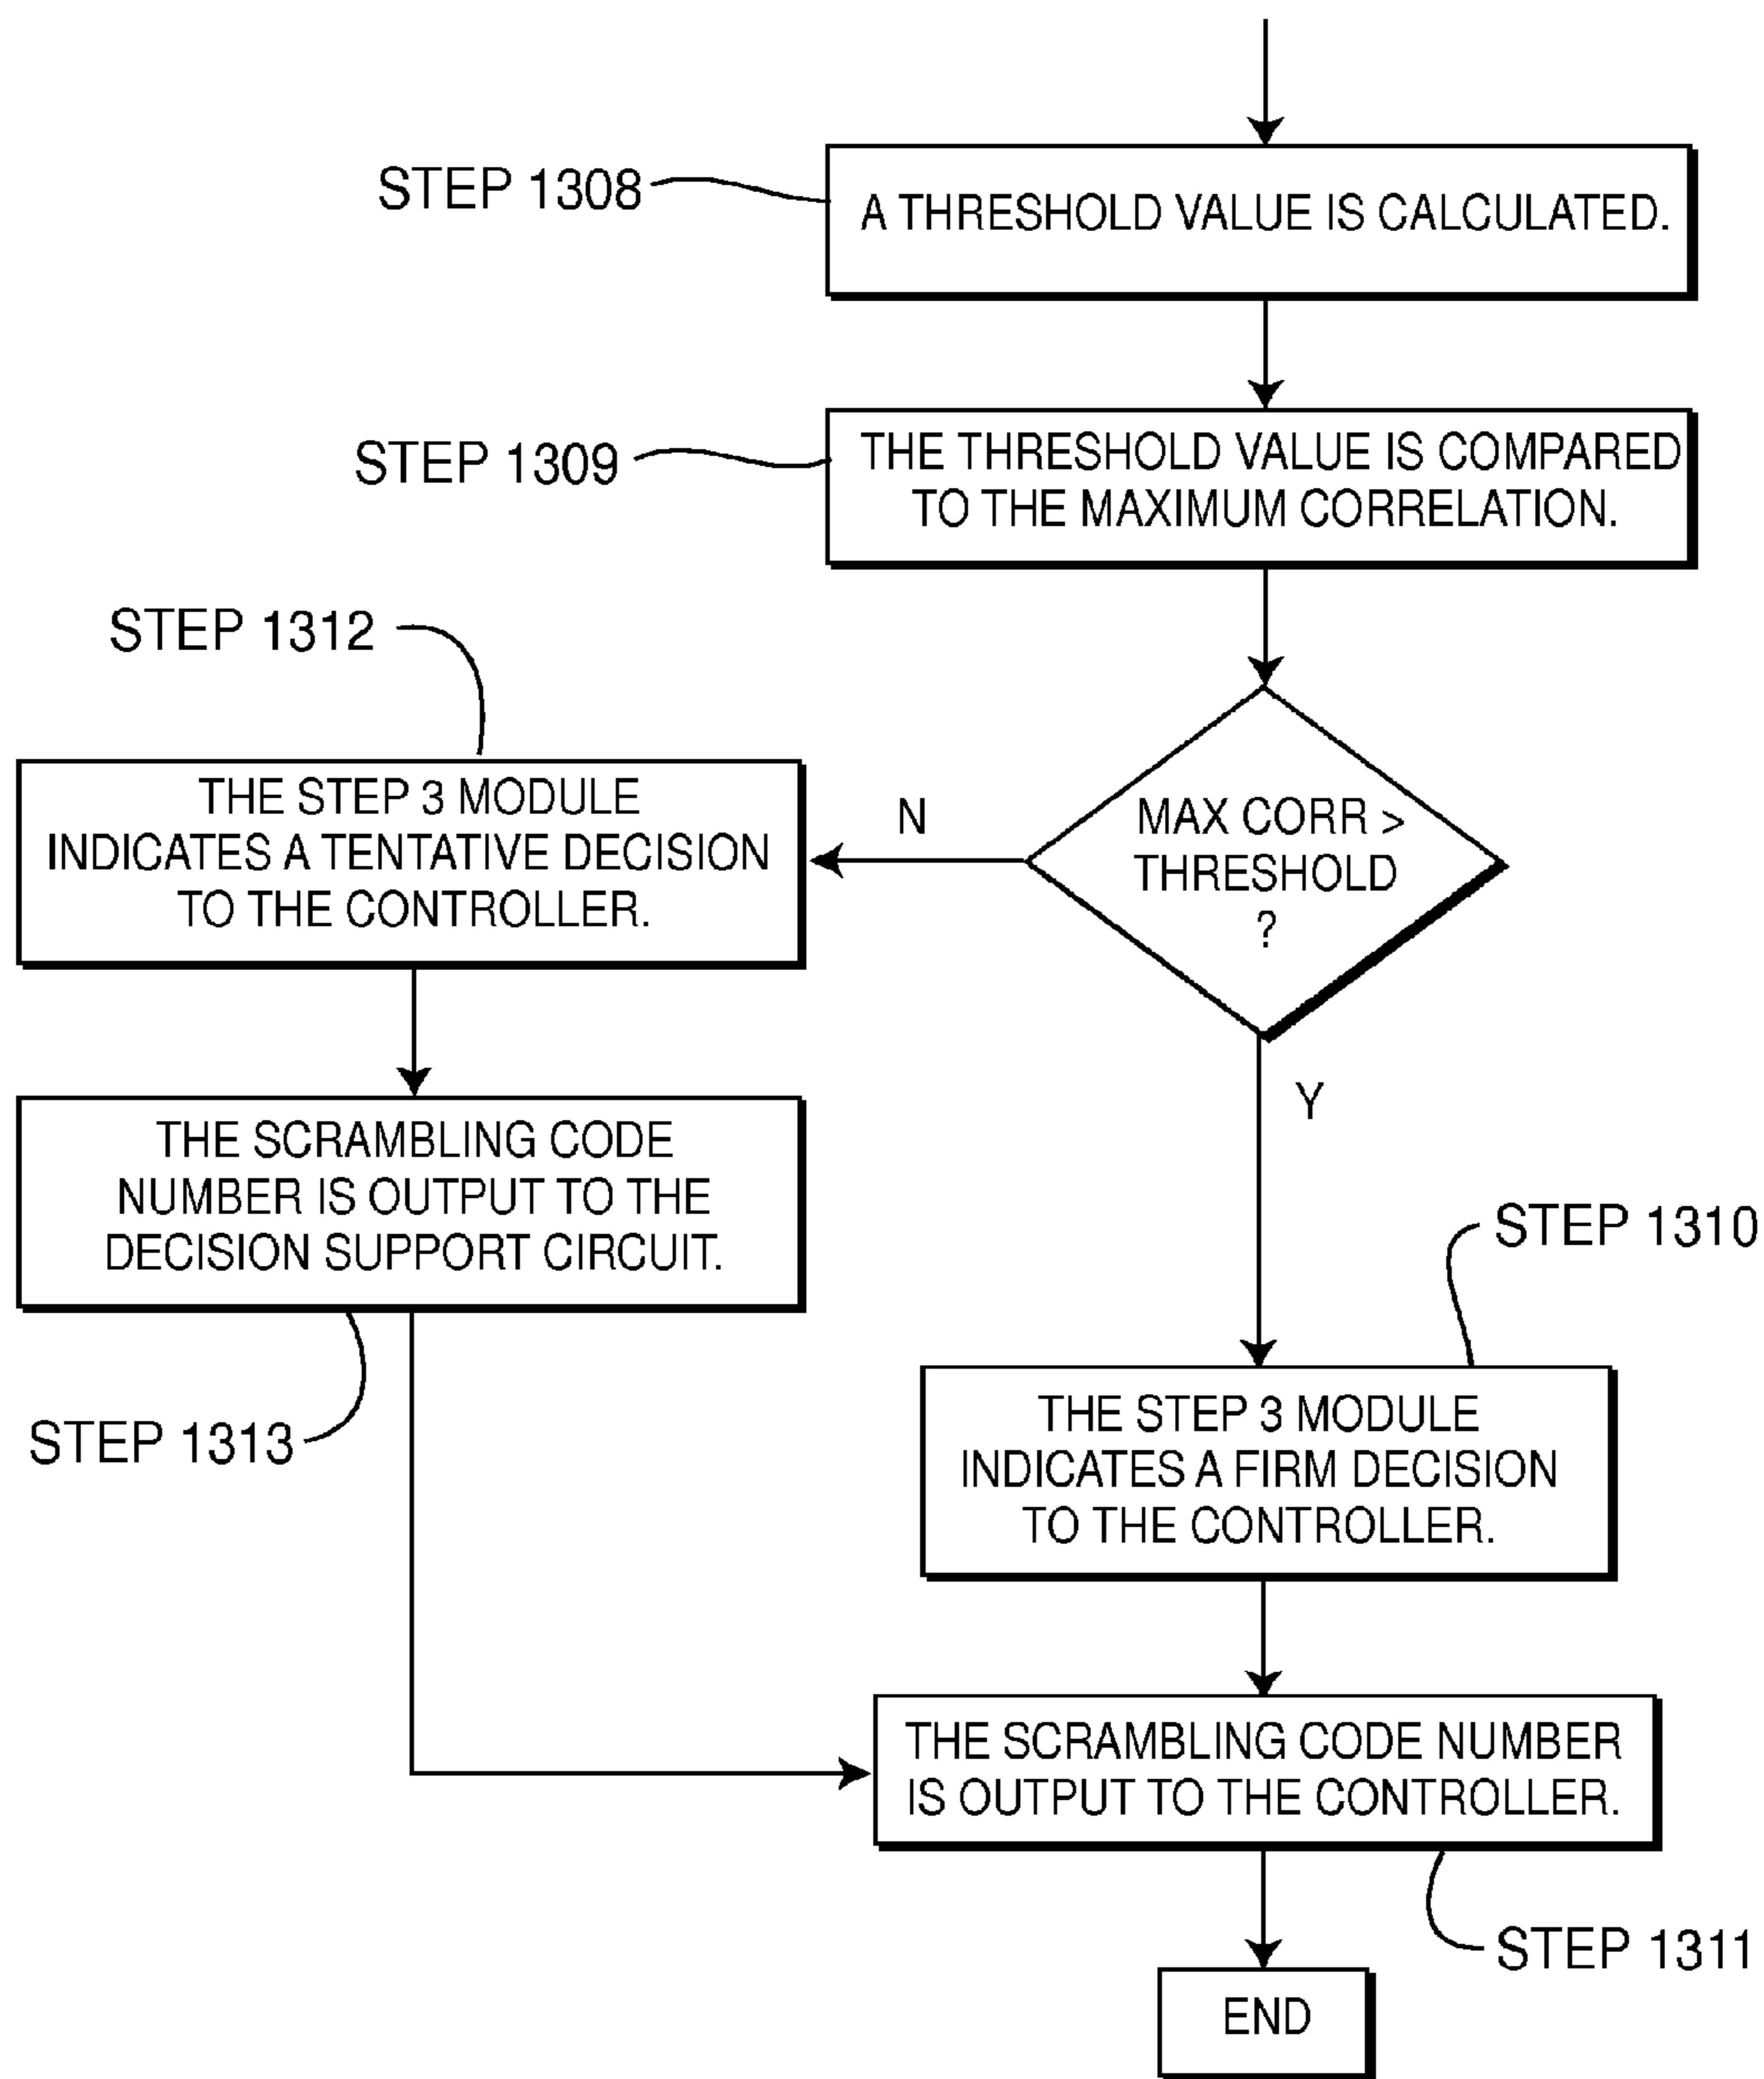 STEP 1308
A THRESHOLD VALUE IS CALCULATED.
STEP 1309
THE THRESHOLD VALUE IS COMPARED
TO THE MAXIMUM CORRELATION.
STEP 1312
THE STEP 3 MODULE
INDICATES A TENTATIVE DECISION
TO THE CONTROLLER.
N
MAX CORR >
THRESHOLD
?
Y
THE SCRAMBLING CODE
NUMBER IS OUTPUT TO THE
DECISION SUPPORT CIRCUIT.
STEP 1313
STEP 1310
THE STEP 3 MODULE
INDICATES A FIRM DECISION
TO THE CONTROLLER.
THE SCRAMBLING CODE NUMBER
IS OUTPUT TO THE CONTROLLER.
STEP 1311
END